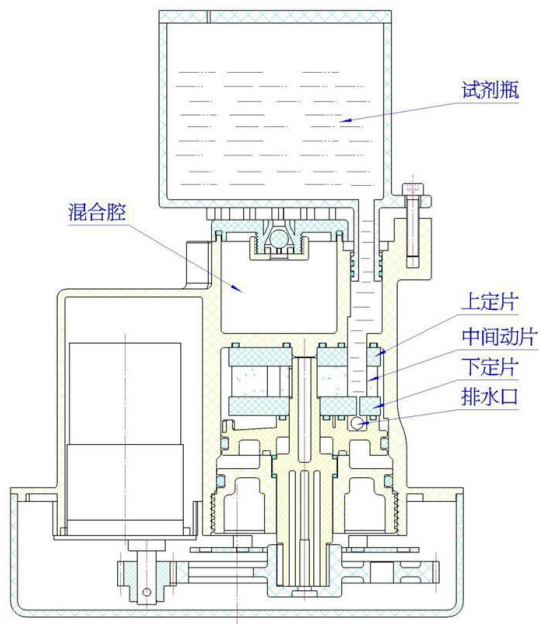 试剂瓶
混合腔
上定片
中间动片
下定片
排水口